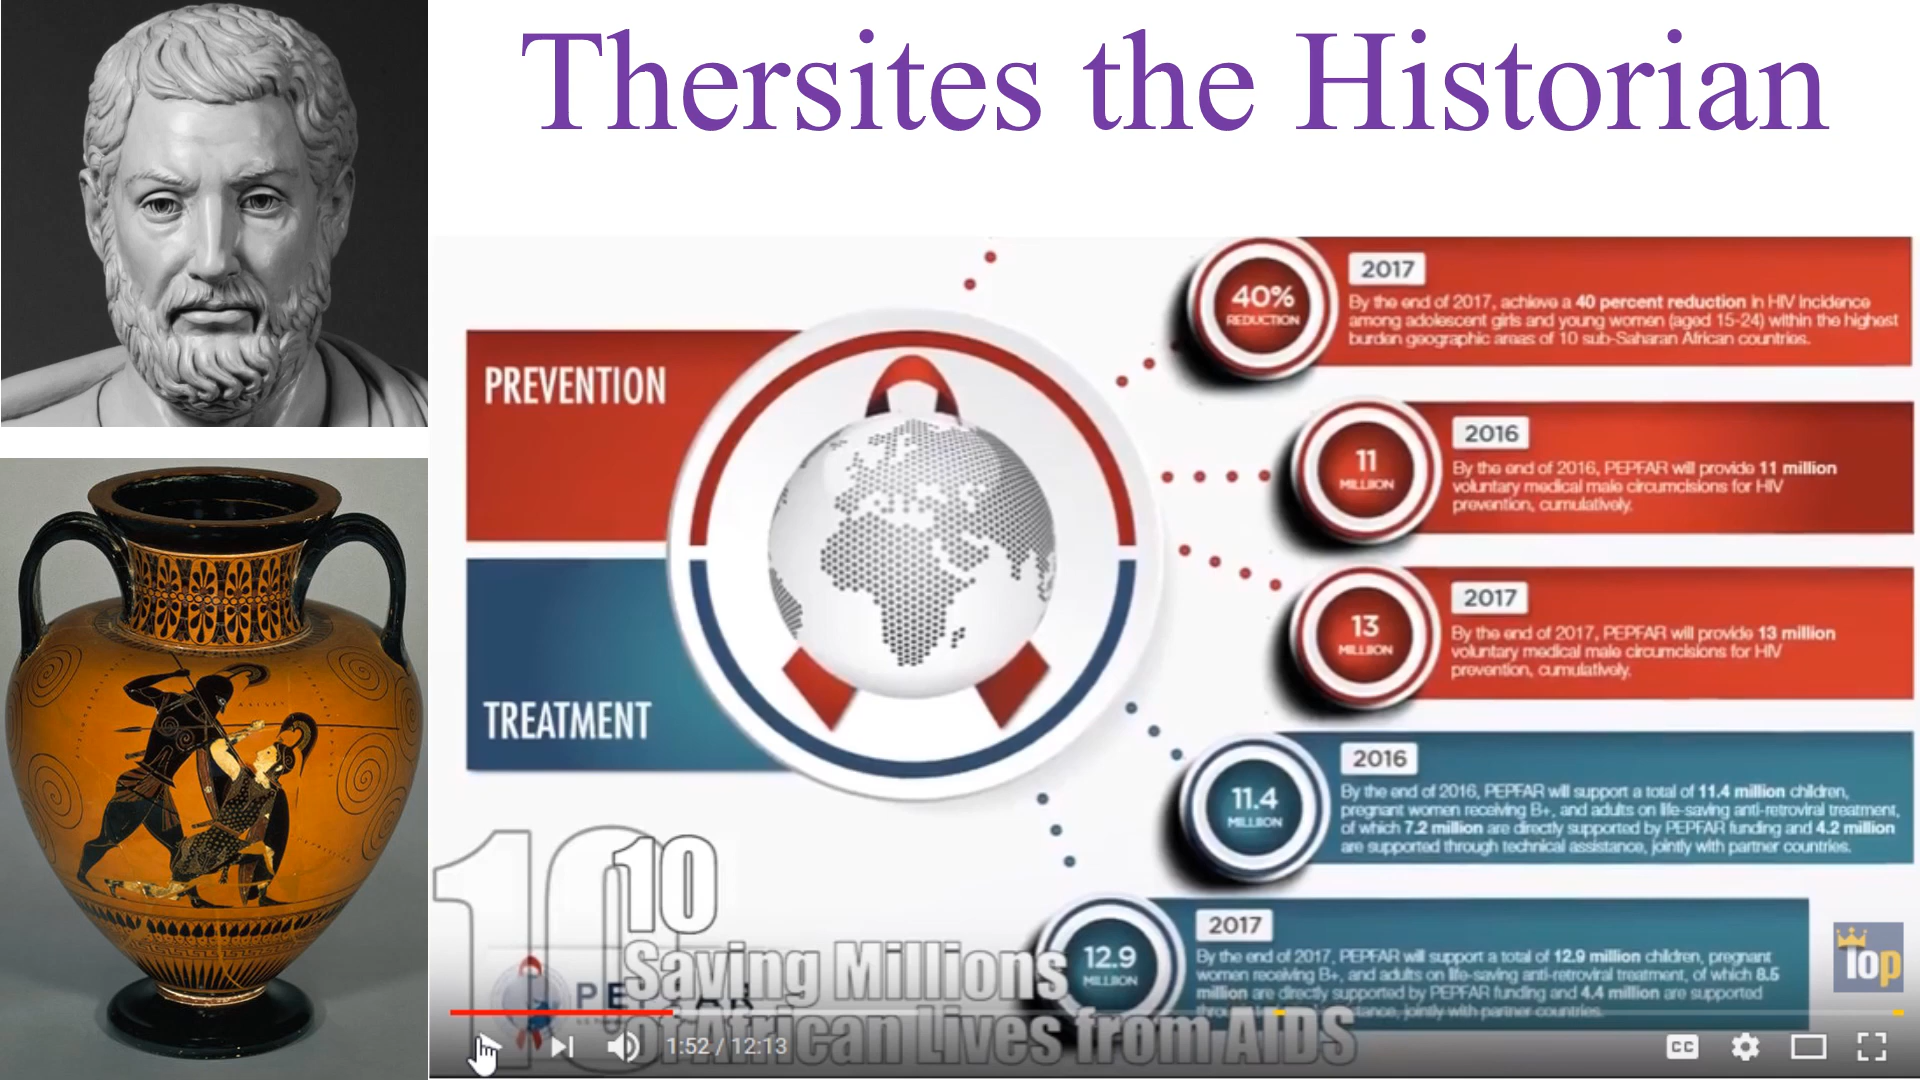 Thersites the Historian
PREVENTION
TREATMENT
40%
REDUCTION
2017
By the end of 2017, achieve a 40 percent reduction in HIV incidence
among adolescent girls and young women (aged 15-24) within the highest
burden geographic areas of 10 sub-Saharan African countries.
11
MILLION
2016
By the end of 2016, PEPFAR will provide 11 million
voluntary medical male circumcisions for HIV
prevention, cumulatively.
13
MILLION
2017
By the end of 2017, PEPFAR will provide 13 million
voluntary medical male circumcisions for HIV
prevention, cumulatively.
11.4
MILLION
2016
By the end of 2016, PEPFAR will support a total of 11.4 million children,
pregnant women receiving B+, and adults on life-saving anti-retroviral treatment,
of which 7.2 million are directly supported by PEPFAR funding and 4.2 million
are supported through technical assistance, jointly with partner countries.
12.9
MILLION
2017
By the end of 2017, PEPFAR will support a total of 12.9 million children, pregnant
women receiving B+, and adults on life-saving anti-retroviral treatment, of which 8.5
million are directly supported by PEPFAR funding and 4.4 million are supported
jointly with partner countries.
10
10
Saving Millions
of African Lives from AIDS
Top
1:52 / 12:13
CC